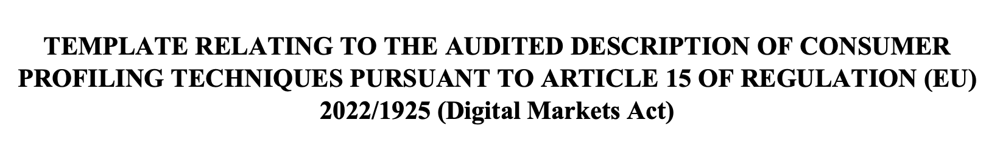 TEMPLATE RELATING TO THE AUDITED DESCRIPTION OF CONSUMER
PROFILING TECHNIQUES PURSUANT TO ARTICLE 15 OF REGULATION (EU)
2022/1925 (Digital Markets Act)